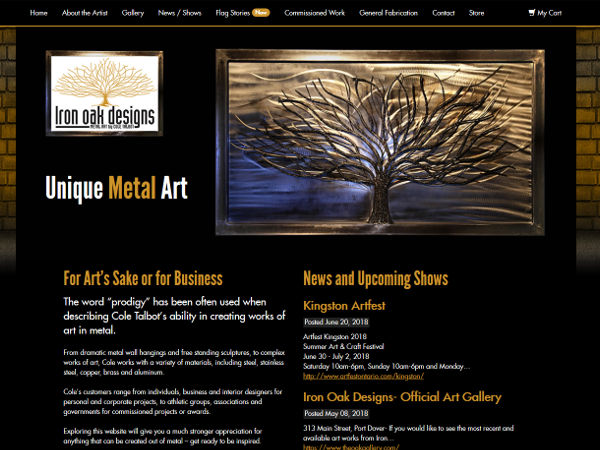 Home About the Artist Gallery News / Shows Flag Stories New Commissioned Work General Fabrication Contact Store My Cart
Iron oak designs
METAL ART by COLE TALBOT
Unique Metal Art
For Art's Sake or for Business
The word "prodigy" has been often used when
describing Cole Talbot's ability in creating works of
art in metal.
From dramatic metal wall hangings and free standing sculptures, to complex
works of art, Cole works with a variety of materials, including steel, stainless
steel, copper, brass and aluminum.
Cole's customers range from individuals, business and interior designers for
personal and corporate projects, to athletic groups, associations and
governments for commissioned projects or awards.
Exploring this website will give you a much stronger appreciation for
anything that can be created out of metal – get ready to be inspired.
News and Upcoming Shows
Kingston Artfest
Posted June 20, 2018
Artfest Kingston 2018
Summer Art & Craft Festival
June 30 - July 2, 2018
Saturday 10am-6pm, Sunday 10am-6pm and Monday…
http://www.artfestontario.com/kingston/
Iron Oak Designs- Official Art Gallery
Posted May 08, 2018
313 Main Street, Port Dover- If you would like to see the most recent and
available art works from Iron…
https://www.theoakgallery.com/